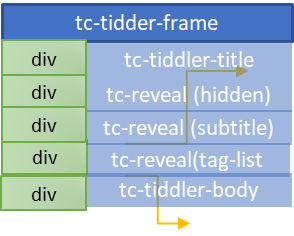 tc-tidder-frame
div tc-tiddler-title
div tc-reveal (hidden)
div tc-reveal (subtitle)
div tc-reveal(tag-list
div tc-tiddler-body